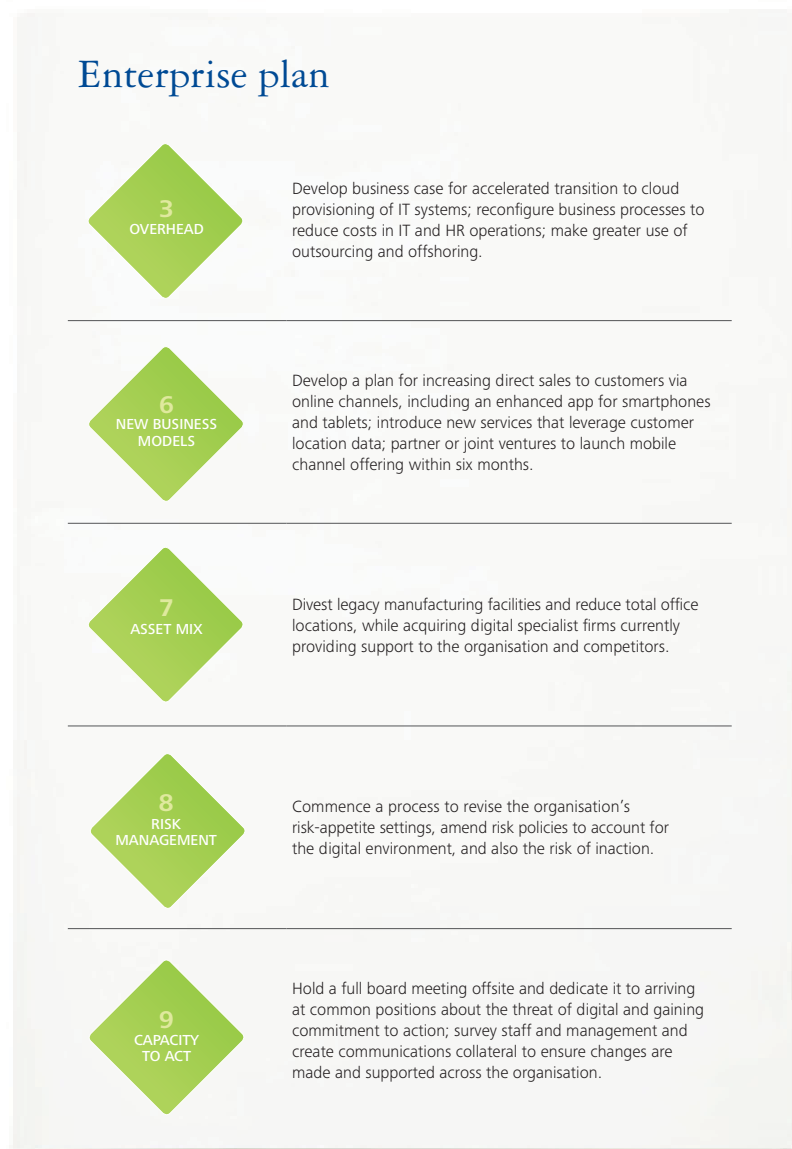 Enterprise plan
3
OVERHEAD
Develop business case for accelerated transition to cloud
provisioning of IT systems; reconfigure business processes to
reduce costs in IT and HR operations; make greater use of
outsourcing and offshoring.
6
NEW BUSINESS
MODELS
Develop a plan for increasing direct sales to customers via
online channels, including an enhanced app for smartphones
and tablets; introduce new services that leverage customer
location data; partner or joint ventures to launch mobile
channel offering within six months.
7
ASSET MIX
Divest legacy manufacturing facilities and reduce total office
locations, while acquiring digital specialist firms currently
providing support to the organisation and competitors.
8
RISK
MANAGEMENT
Commence a process to revise the organisation’s
risk-appetite settings, amend risk policies to account for
the digital environment, and also the risk of inaction.
9
CAPACITY
TO ACT
Hold a full board meeting offsite and dedicate it to arriving
at common positions about the threat of digital and gaining
commitment to action; survey staff and management and
create communications collateral to ensure changes are
made and supported across the organisation.